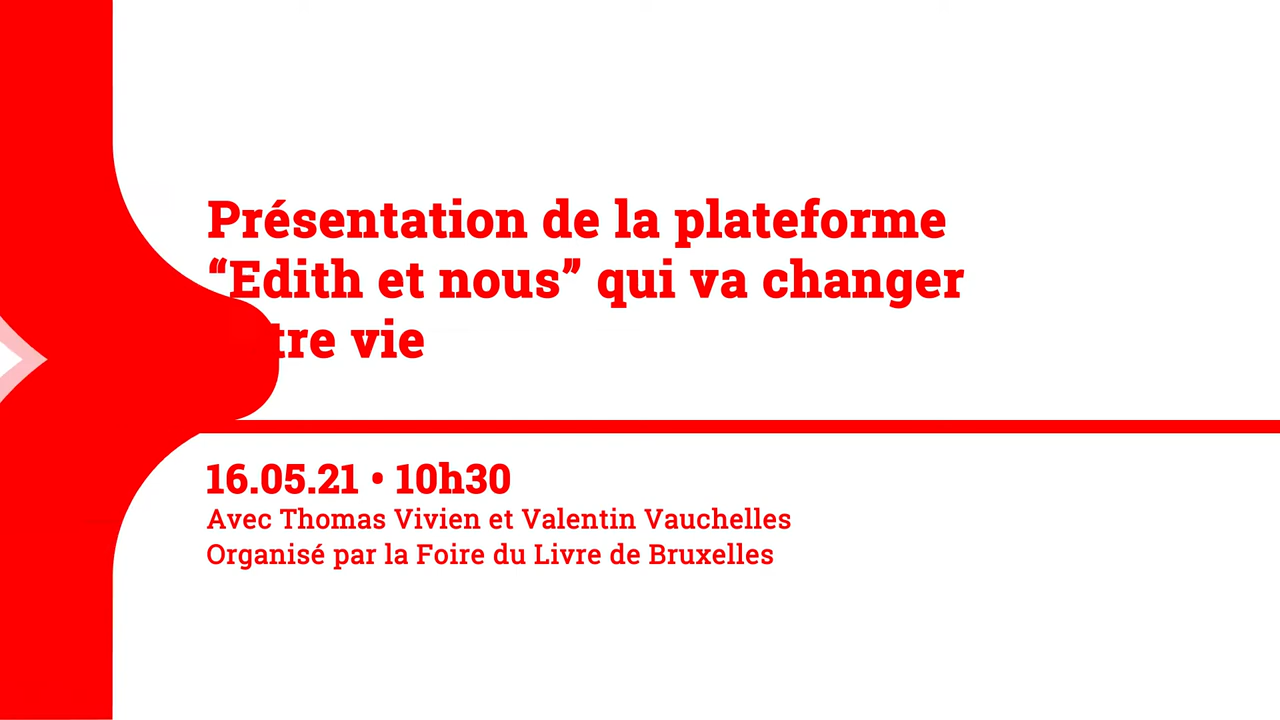 Présentation de la plateforme
“Edith et nous” qui va changer
vie
16.05.21 • 10h30
Avec Thomas Vivien et Valentin Vauchelles
Organisé par la Foire du Livre de Bruxelles